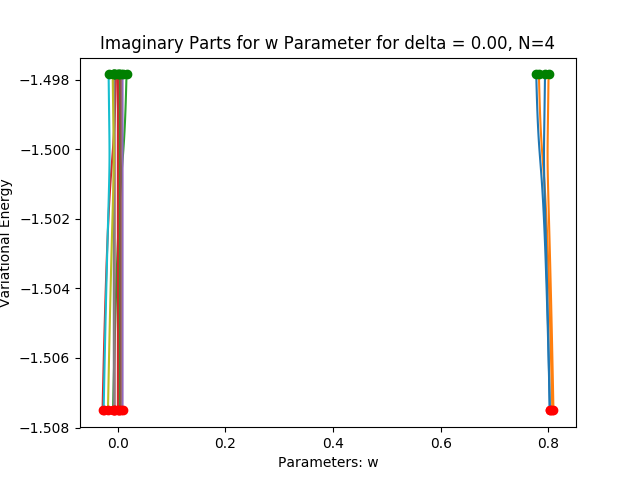 Imaginary Parts for w Parameter for delta = 0.00, N=4
Variational Energy
−1.498
−1.500
−1.502
−1.504
−1.506
−1.508
0.0 0.2 0.4 0.6 0.8
Parameters: w